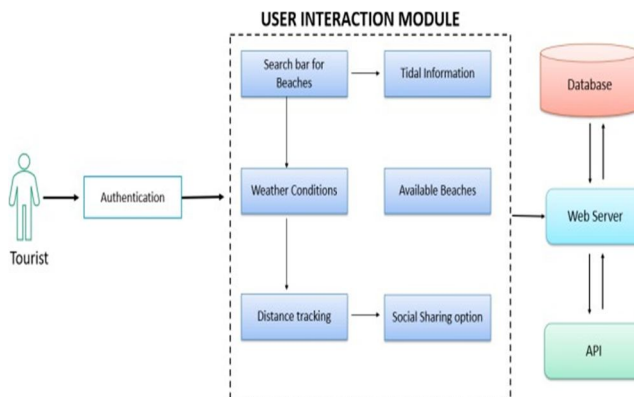 USER INTERACTION MODULE
Search bar for
Beaches
Tidal Information
Database
Weather Conditions
Available Beaches
Authentication
Web Server
Tourist
Distance tracking
Social Sharing option
API